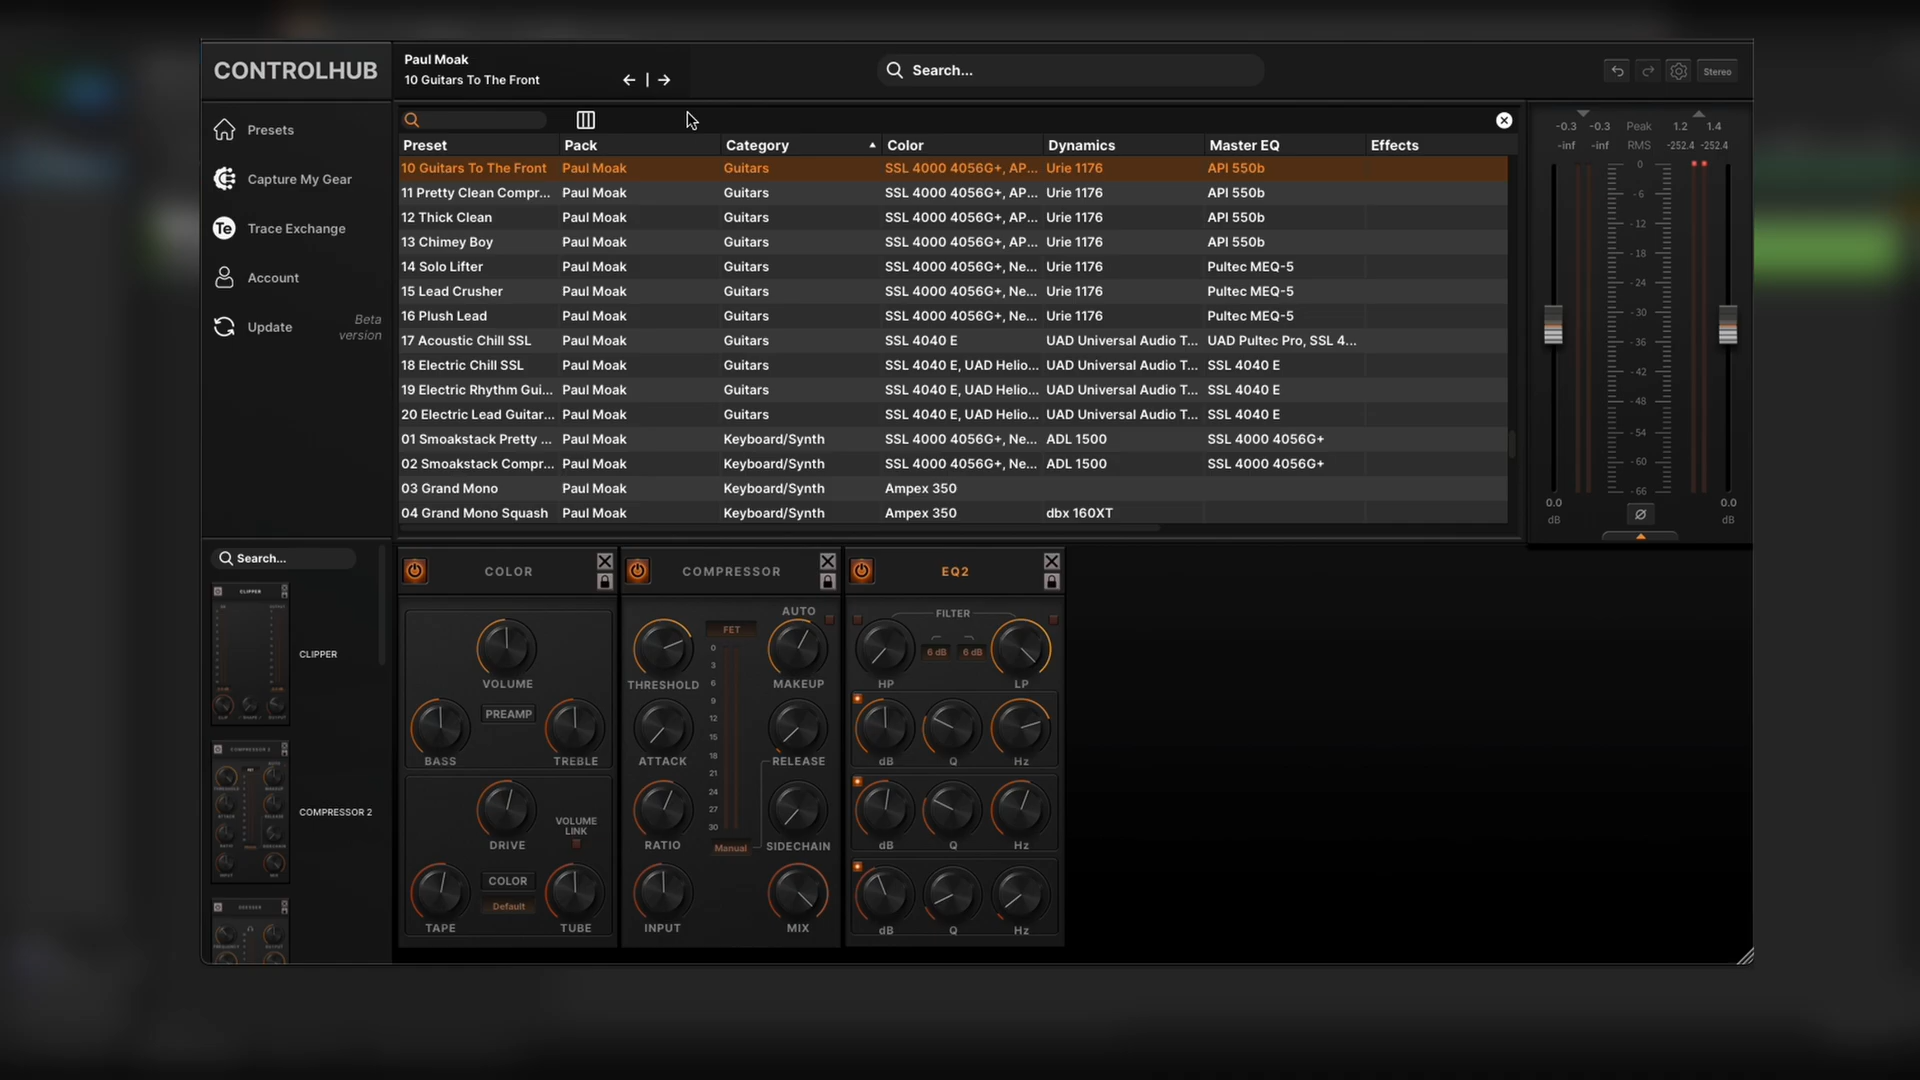 CONTROLHUB
Paul Moak
10 Guitars To The Front
Search...
Stereo
Presets
Capture My Gear
Te Trace Exchange
Account
Update
Beta
version
Preset Pack Category Color Dynamics Master EQ Effects
10 Guitars To The Front Paul Moak Guitars SSL 4000 4056G+, AP... Urie 1176 API 550b
11 Pretty Clean Compr... Paul Moak Guitars SSL 4000 4056G+, AP... Urie 1176 API 550b
12 Thick Clean Paul Moak Guitars SSL 4000 4056G+, AP... Urie 1176 API 550b
13 Chimey Boy Paul Moak Guitars SSL 4000 4056G+, AP... Urie 1176 API 550b
14 Solo Lifter Paul Moak Guitars SSL 4000 4056G+, Ne... Urie 1176 Pultec MEQ-5
15 Lead Crusher Paul Moak Guitars SSL 4000 4056G+, Ne... Urie 1176 Pultec MEQ-5
16 Plush Lead Paul Moak Guitars SSL 4000 4056G+, Ne... Urie 1176 Pultec MEQ-5
17 Acoustic Chill SSL Paul Moak Guitars SSL 4040 E UAD Universal Audio T... UAD Pultec Pro, SSL 4...
18 Electric Chill SSL Paul Moak Guitars SSL 4040 E, UAD Helio... UAD Universal Audio T... SSL 4040 E
19 Electric Rhythm Gui... Paul Moak Guitars SSL 4040 E, UAD Helio... UAD Universal Audio T... SSL 4040 E
20 Electric Lead Guitar... Paul Moak Guitars SSL 4040 E, UAD Helio... UAD Universal Audio T... SSL 4040 E
01 Smoakstack Pretty ... Paul Moak Keyboard/Synth SSL 4000 4056G+, Ne... ADL 1500 SSL 4000 4056G+
02 Smoakstack Compr... Paul Moak Keyboard/Synth SSL 4000 4056G+, Ne... ADL 1500 SSL 4000 4056G+
03 Grand Mono Paul Moak Keyboard/Synth Ampex 350
04 Grand Mono Squash Paul Moak Keyboard/Synth Ampex 350 dbx 160XT
-0.3 -0.3 Peak 1.2 1.4
-inf -inf RMS -252.4 -252.4
0
-6
-12
-18
-24
-30
-36
-42
-48
-54
-60
-66
0.0 0.0
dB Ø dB
Search...
CLIPPER
CLIPPER
COMPRESSOR 2
COMPRESSOR 2
COLOR
VOLUME
PREAMP
BASS TREBLE
DRIVE
VOLUME
LINK
COLOR
Default
TAPE TUBE
COMPRESSOR
AUTO
FET
THRESHOLD MAKEUP
ATTACK RELEASE
RATIO SIDECHAIN
Manual
INPUT MIX
0
3
6
9
12
15
18
21
24
27
30
EQ2
FILTER
6 dB 6 dB
HP LP
dB Q Hz
dB Q Hz
dB Q Hz